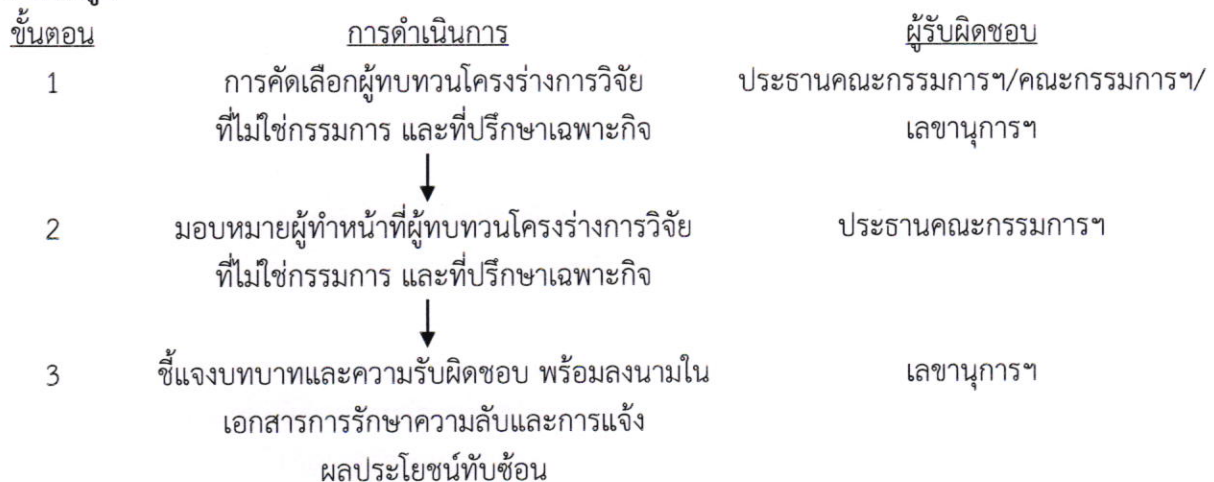 ขั้นตอน การดำเนินการ ผู้รับผิดชอบ
1 การคัดเลือกผู้ทบทวนโครงร่างการวิจัย ประธานคณะกรรมการฯ/คณะกรรมการฯ/
ที่ไม่ใช่กรรมการ และที่ปรึกษาเฉพาะกิจ เลขานุการฯ
2 มอบหมายผู้ทำหน้าที่ผู้ทบทวนโครงร่างการวิจัย ประธานคณะกรรมการฯ
ที่ไม่ใช่กรรมการ และที่ปรึกษาเฉพาะกิจ
3 ชี้แจงบทบาทและความรับผิดชอบ พร้อมลงนามใน เลขานุการฯ
เอกสารการรักษาความลับและการแจ้ง
ผลประโยชน์ทับซ้อน